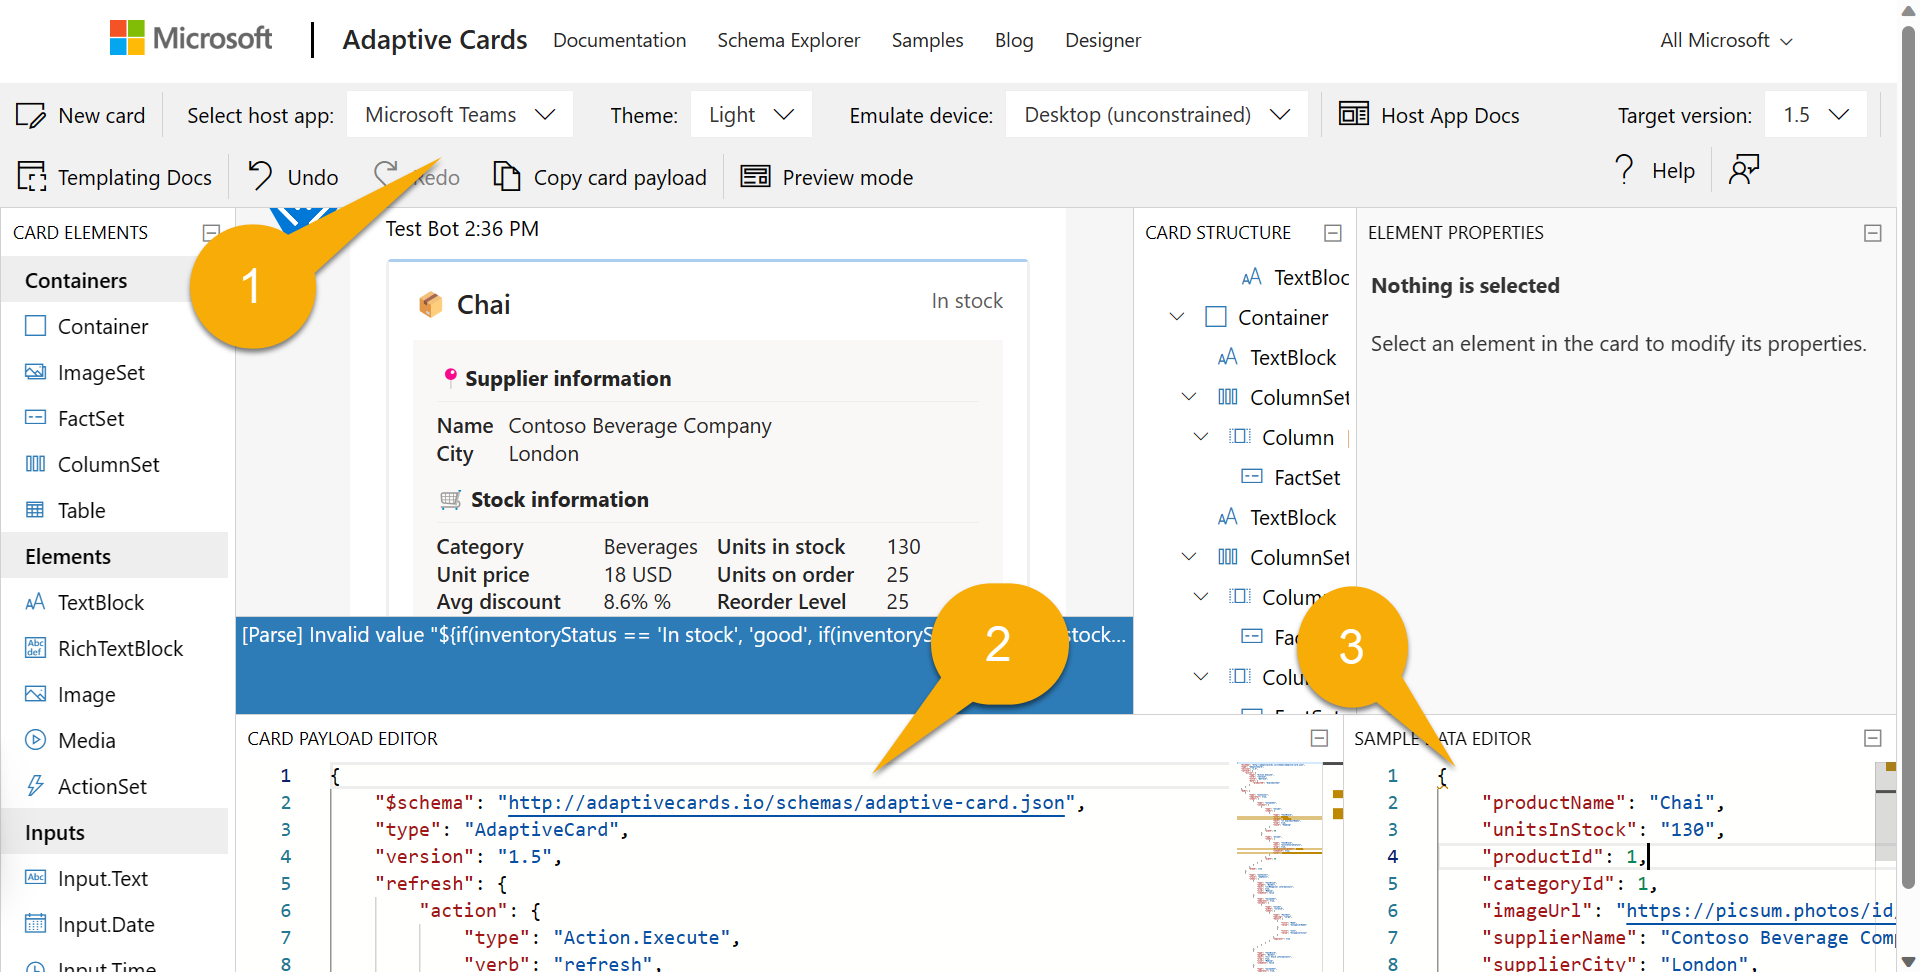 Microsoft | Adaptive Cards Documentation Schema Explorer Samples Blog Designer All Microsoft
New card Select host app: Microsoft Teams Theme: Light Emulate device: Desktop (unconstrained) Host App Docs Target version: 1.5
Templating Docs Undo Redo Copy card payload Preview mode ? Help
CARD ELEMENTS
Containers
Container
ImageSet
FactSet
ColumnSet
Table
Elements
TextBlock
RichTextBlock
Image
Media
ActionSet
Inputs
Input.Text
Input.Date
Input.Time
1
Test Bot 2:36 PM
Chai In stock
Supplier information
Name Contoso Beverage Company
City London
Stock information
Category Beverages Units in stock 130
Unit price 18 USD Units on order 25
Avg discount 8.6% % Reorder Level 25
[Parse] Invalid value "${if(inventoryStatus == 'In stock', 'good', if(inventoryS stock...
2
CARD STRUCTURE
TextBloc
Container
TextBlock
ColumnSet
Column
FactSet
TextBlock
ColumnSet
Colum
Fa
Colu
3
ELEMENT PROPERTIES
Nothing is selected
Select an element in the card to modify its properties.
CARD PAYLOAD EDITOR
1 {
2 "$schema": "http://adaptivecards.io/schemas/adaptive-card.json",
3 "type": "AdaptiveCard",
4 "version": "1.5",
5 "refresh": {
6 "action": {
7 "type": "Action.Execute",
8 "verb": "refresh",
SAMPLE DATA EDITOR
1 {
2 "productName": "Chai",
3 "unitsInStock": "130",
4 "productId": 1,
5 "categoryId": 1,
6 "imageUrl": "https://picsum.photos/id/
7 "supplierName": "Contoso Beverage Comp
8 "supplierCity": "London",